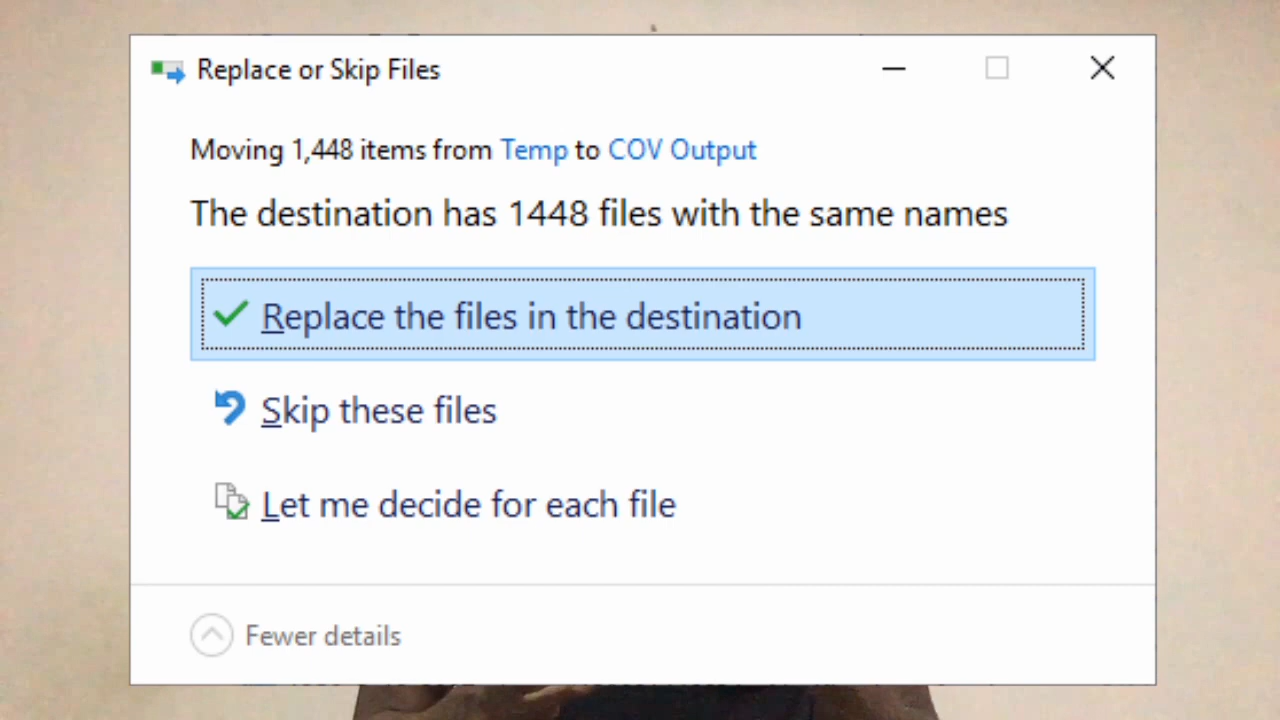 Replace or Skip Files
Moving 1,448 items from Temp to COV Output
The destination has 1448 files with the same names
Replace the files in the destination
Skip these files
Let me decide for each file
Fewer details